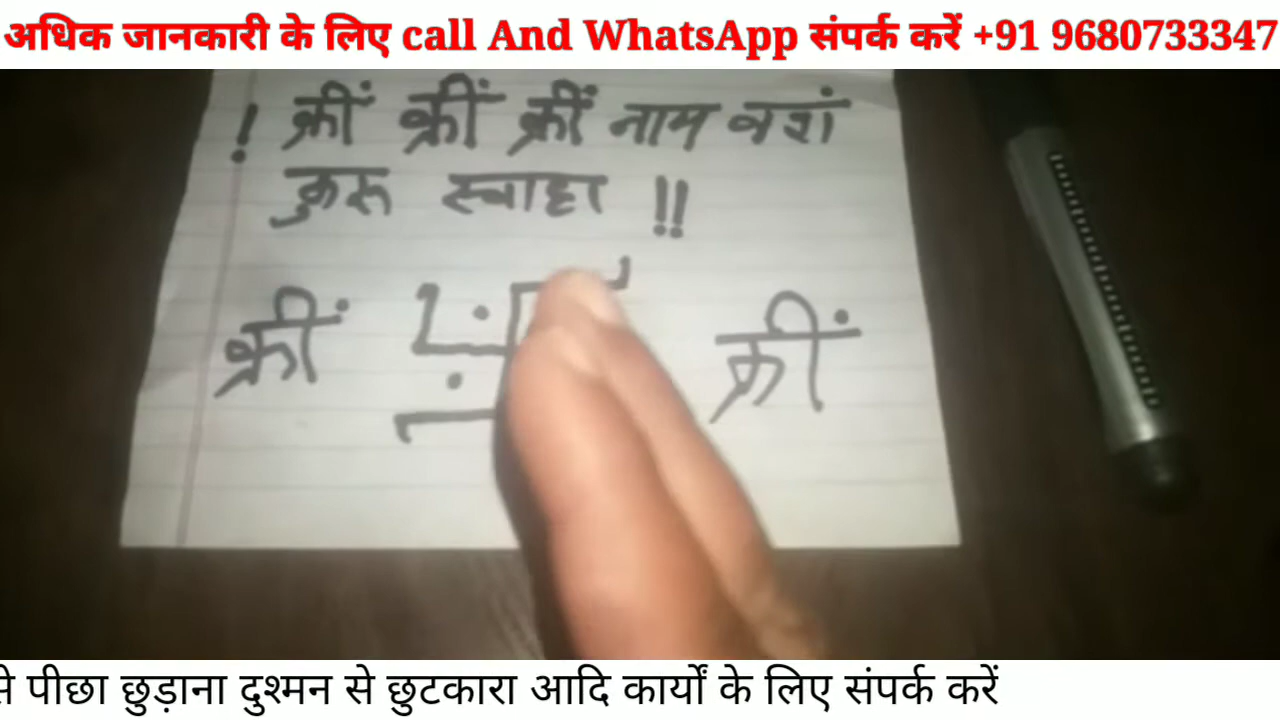 अधिक जानकारी के लिए call And WhatsApp संपर्क करें +91 9680733347
! क्रीं क्रीं क्रीं नाम वशं
कुरू स्वाहा !!
क्रीं क्रीं
से पीछा छुड़ाना दुश्मन से छुटकारा आदि कार्यों के लिए संपर्क करें